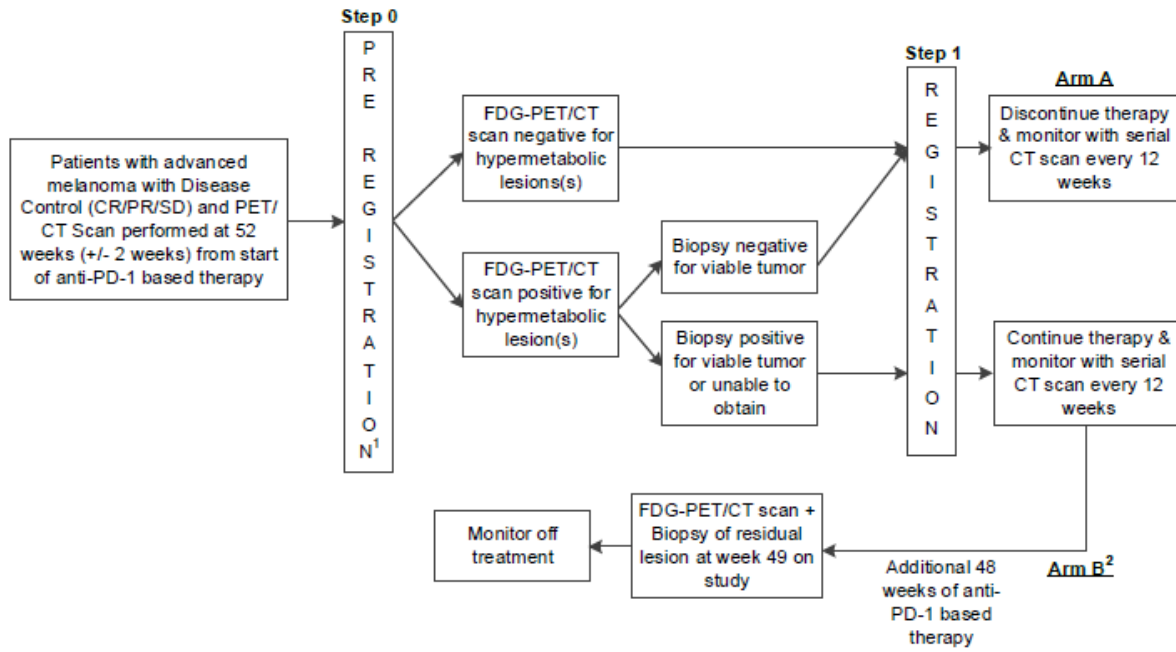 Step 0
P
R
E
R
E
G
I
S
T
R
A
T
I
O
N¹
Patients with advanced
melanoma with Disease
Control (CR/PR/SD) and PET/
CT Scan performed at 52
weeks (+/- 2 weeks) from start
of anti-PD-1 based therapy
FDG-PET/CT
scan negative for
hypermetabolic
lesions(s)
FDG-PET/CT
scan positive for
hypermetabolic
lesion(s)
Biopsy negative
for viable tumor
Biopsy positive
for viable tumor
or unable to
obtain
Step 1
R
E
G
I
S
T
R
A
T
I
O
N
Arm A
Discontinue therapy
& monitor with serial
CT scan every 12
weeks
Continue therapy &
monitor with serial
CT scan every 12
weeks
Arm B²
Additional 48
weeks of anti-
PD-1 based
therapy
FDG-PET/CT scan +
Biopsy of residual
lesion at week 49 on
study
Monitor off
treatment